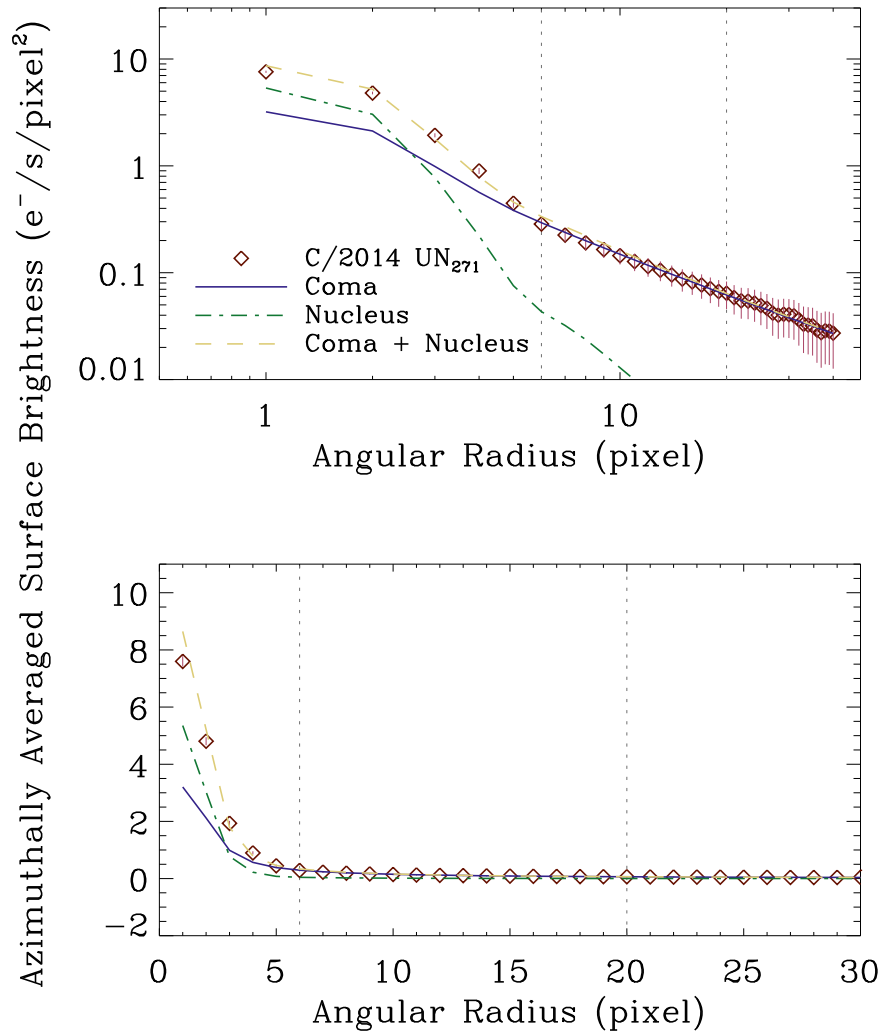 Azimuthally Averaged Surface Brightness (e⁻/s/pixel²)
10
1
0.1
0.01
C/2014 UN₂₇₁
Coma
Nucleus
Coma + Nucleus
1 10
Angular Radius (pixel)
10
8
6
4
2
0
−2
0 5 10 15 20 25 30
Angular Radius (pixel)